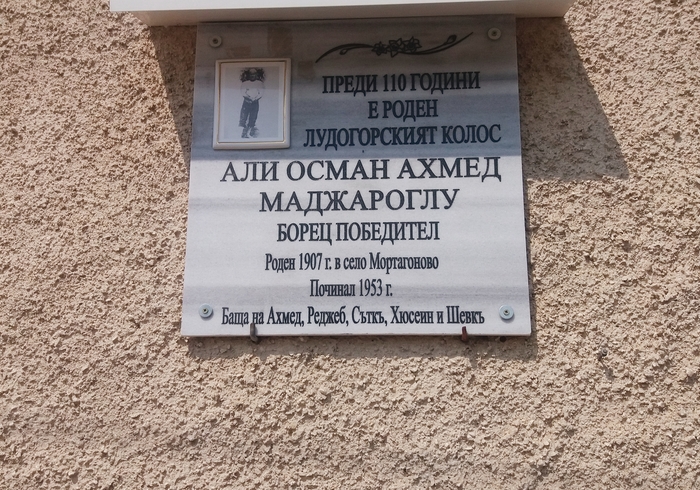 ПРЕДИ 110 ГОДИНИ
Е РОДЕН
ЛУДОГОРСКИЯТ КОЛОС
АЛИ ОСМАН АХМЕД
МАДЖАРОГЛУ
БОРЕЦ ПОБЕДИТЕЛ
Роден 1907 г. в село Мортагоново
Починал 1953 г.
Баща на Ахмед, Реджеб, Съткъ, Хюсеин и Шевкъ